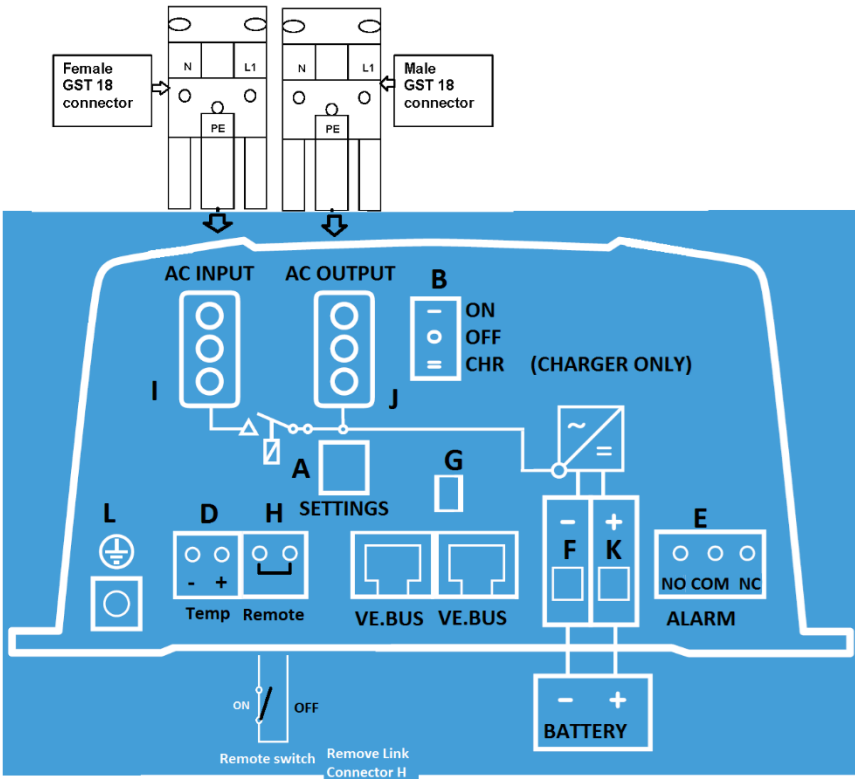 Female
GST 18
connector
N L1
PE
N L1
PE
Male
GST 18
connector
AC INPUT
AC OUTPUT
B
ON
OFF
CHR (CHARGER ONLY)
I
J
~
=
A
SETTINGS
G
L
D
- +
Temp
H
Remote
VE.BUS VE.BUS
- +
F K
E
NO COM NC
ALARM
ON OFF
Remote switch
Remove Link
Connector H
- +
BATTERY